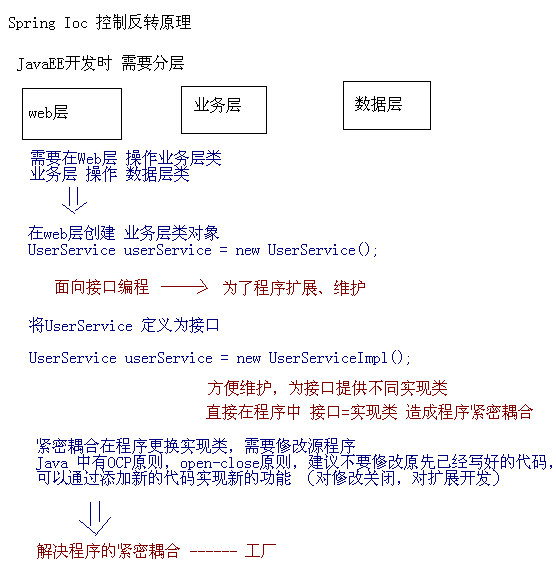 Spring Ioc 控制反转原理
JavaEE开发时 需要分层
web层
业务层
数据层
需要在Web层 操作业务层类
业务层 操作 数据层类
在web层创建 业务层类对象
UserService userService = new UserService();
面向接口编程
为了程序扩展、维护
将UserService 定义为接口
UserService userService = new UserServiceImpl();
方便维护，为接口提供不同实现类
直接在程序中 接口=实现类 造成程序紧密耦合
紧密耦合在程序更换实现类，需要修改源程序
Java 中有OCP原则，open-close原则，建议不要修改原先已经写好的代码，
可以通过添加新的代码实现新的功能 （对修改关闭，对扩展开发）
解决程序的紧密耦合 ------ 工厂